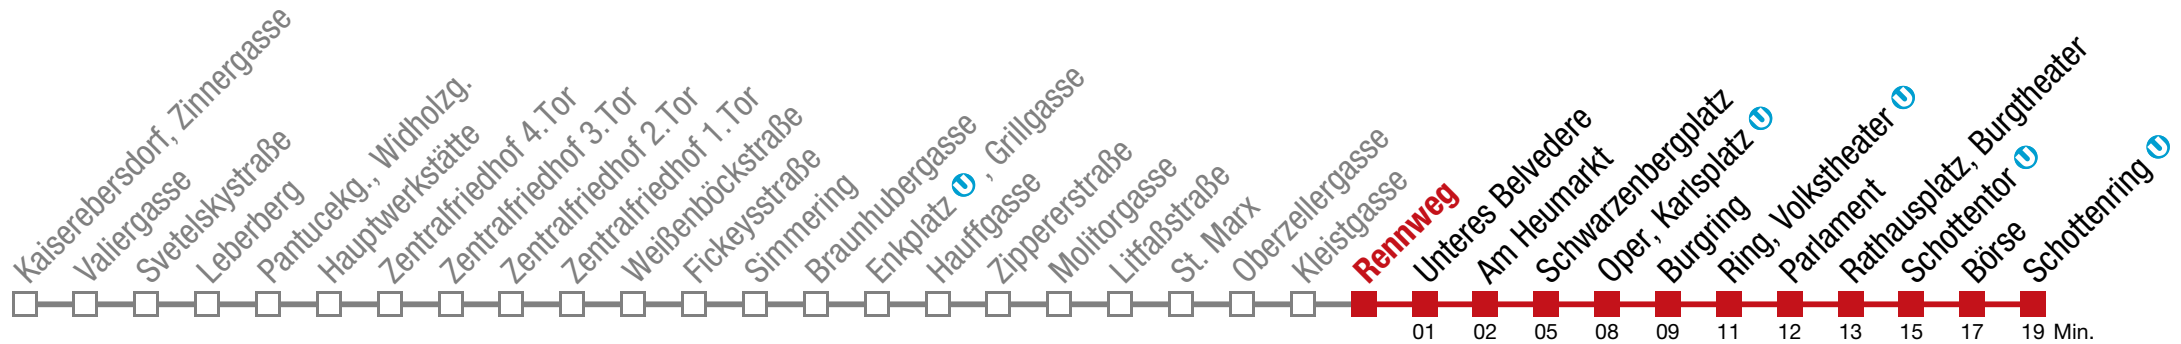 Kaiserebersdorf, Zinnergasse
Valiergasse
Svetelskystraße
Leberberg
Pantucekg., Widholzg.
Hauptwerkstätte
Zentralfriedhof 4.Tor
Zentralfriedhof 3.Tor
Zentralfriedhof 2.Tor
Zentralfriedhof 1.Tor
Weißenböckstraße
Fickeysstraße
Simmering
Braunhubergasse
Enkplatz U, Grillgasse
Hauffgasse
Zippererstraße
Molitorgasse
Litfaßstraße
St. Marx
Oberzellergasse
Kleistgasse
Rennweg
Unteres Belvedere
Am Heumarkt
Schwarzenbergplatz
Oper, Karlsplatz U
Burgring
Ring, Volkstheater U
Parlament
Rathausplatz, Burgtheater
Schottentor U
Börse
Schottenring U
01 02 05 08 09 11 12 13 15 17 19 Min.